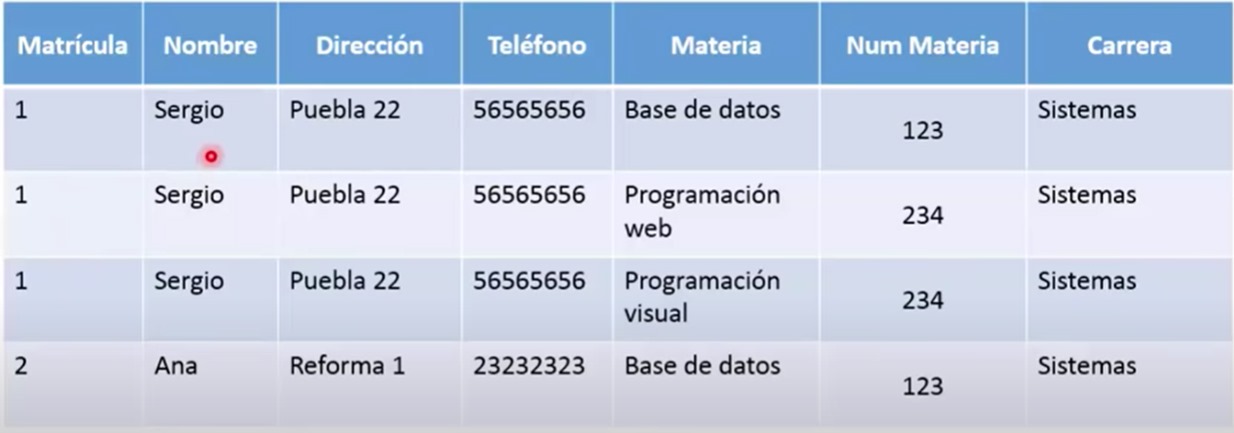 Matrícula Nombre Dirección Teléfono Materia Num Materia Carrera
1 Sergio Puebla 22 56565656 Base de datos 123 Sistemas
1 Sergio Puebla 22 56565656 Programación web 234 Sistemas
1 Sergio Puebla 22 56565656 Programación visual 234 Sistemas
2 Ana Reforma 1 23232323 Base de datos 123 Sistemas